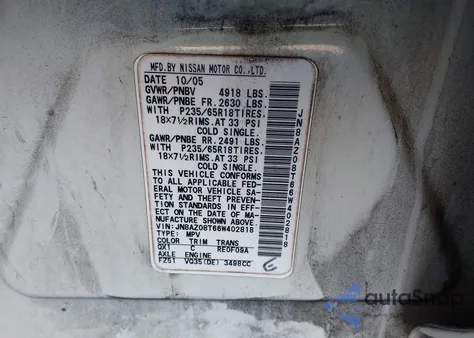 MFD.BY NISSAN MOTOR CO.,LTD.
DATE 10/05
GVWR/PNBV 4918 LBS.
GAWR/PNBE FR. 2630 LBS.
WITH P235/65R18TIRES.
18X7½RIMS.AT 33 PSI
COLD SINGLE.
GAWR/PNBE RR. 2491 LBS.
WITH P235/65R18TIRES.
18X7½RIMS.AT 33 PSI
COLD SINGLE.
THIS VEHICLE CONFORMS
TO ALL APPLICABLE FED-
ERAL MOTOR VEHICLE SA-
FETY AND THEFT PREVENTION
STANDARDS IN EFF-
ECT ON THE DATE OF MA-
NUFACTURE SHOWN ABOVE
VIN:JN8AZ08T66W402818
TYPE: MPV
COLOR TRIM TRANS
QX1 C RE0F09A
AXLE ENGINE
FZ51 VQ35(DE) 3498CC
JN8AZ08T66W402818
autoSnap